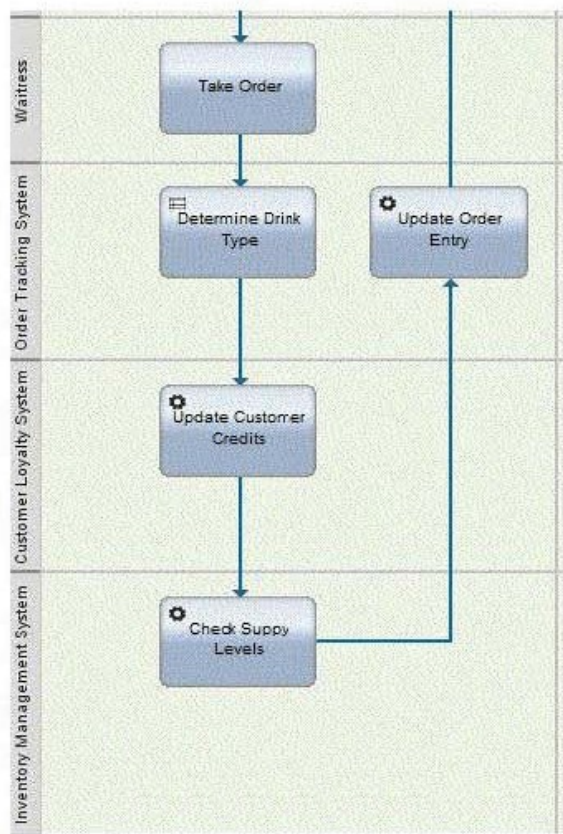 Waitress
Take Order
Order Tracking System
Determine Drink
Type
Update Order
Entry
Customer Loyalty System
Update Customer
Credits
Inventory Management System
Check Suppy
Levels